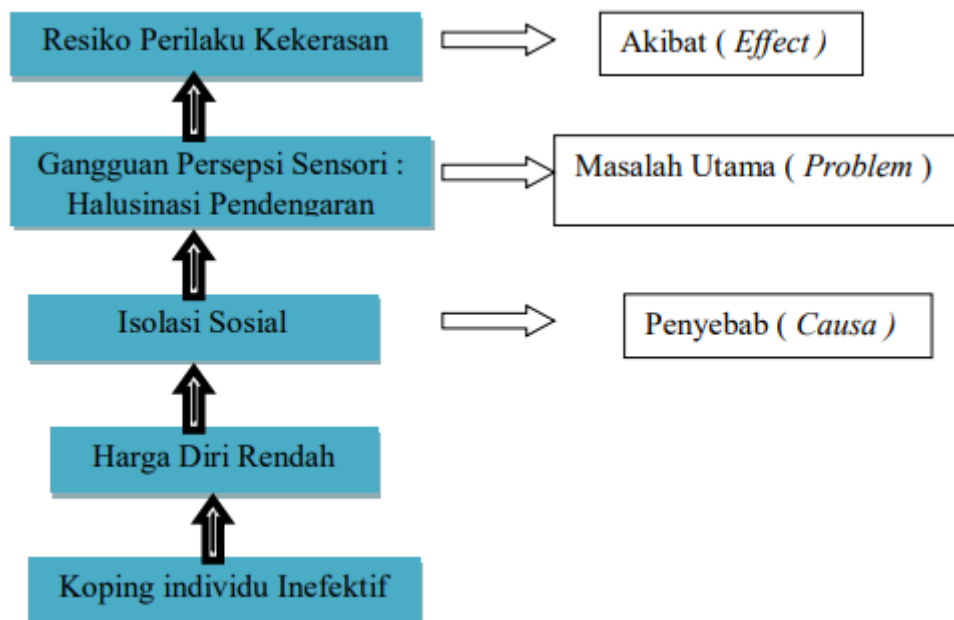 Resiko Perilaku Kekerasan
Akibat ( Effect )
Gangguan Persepsi Sensori :
Halusinasi Pendengaran
Masalah Utama ( Problem )
Isolasi Sosial
Penyebab ( Causa )
Harga Diri Rendah
Koping individu Inefektif